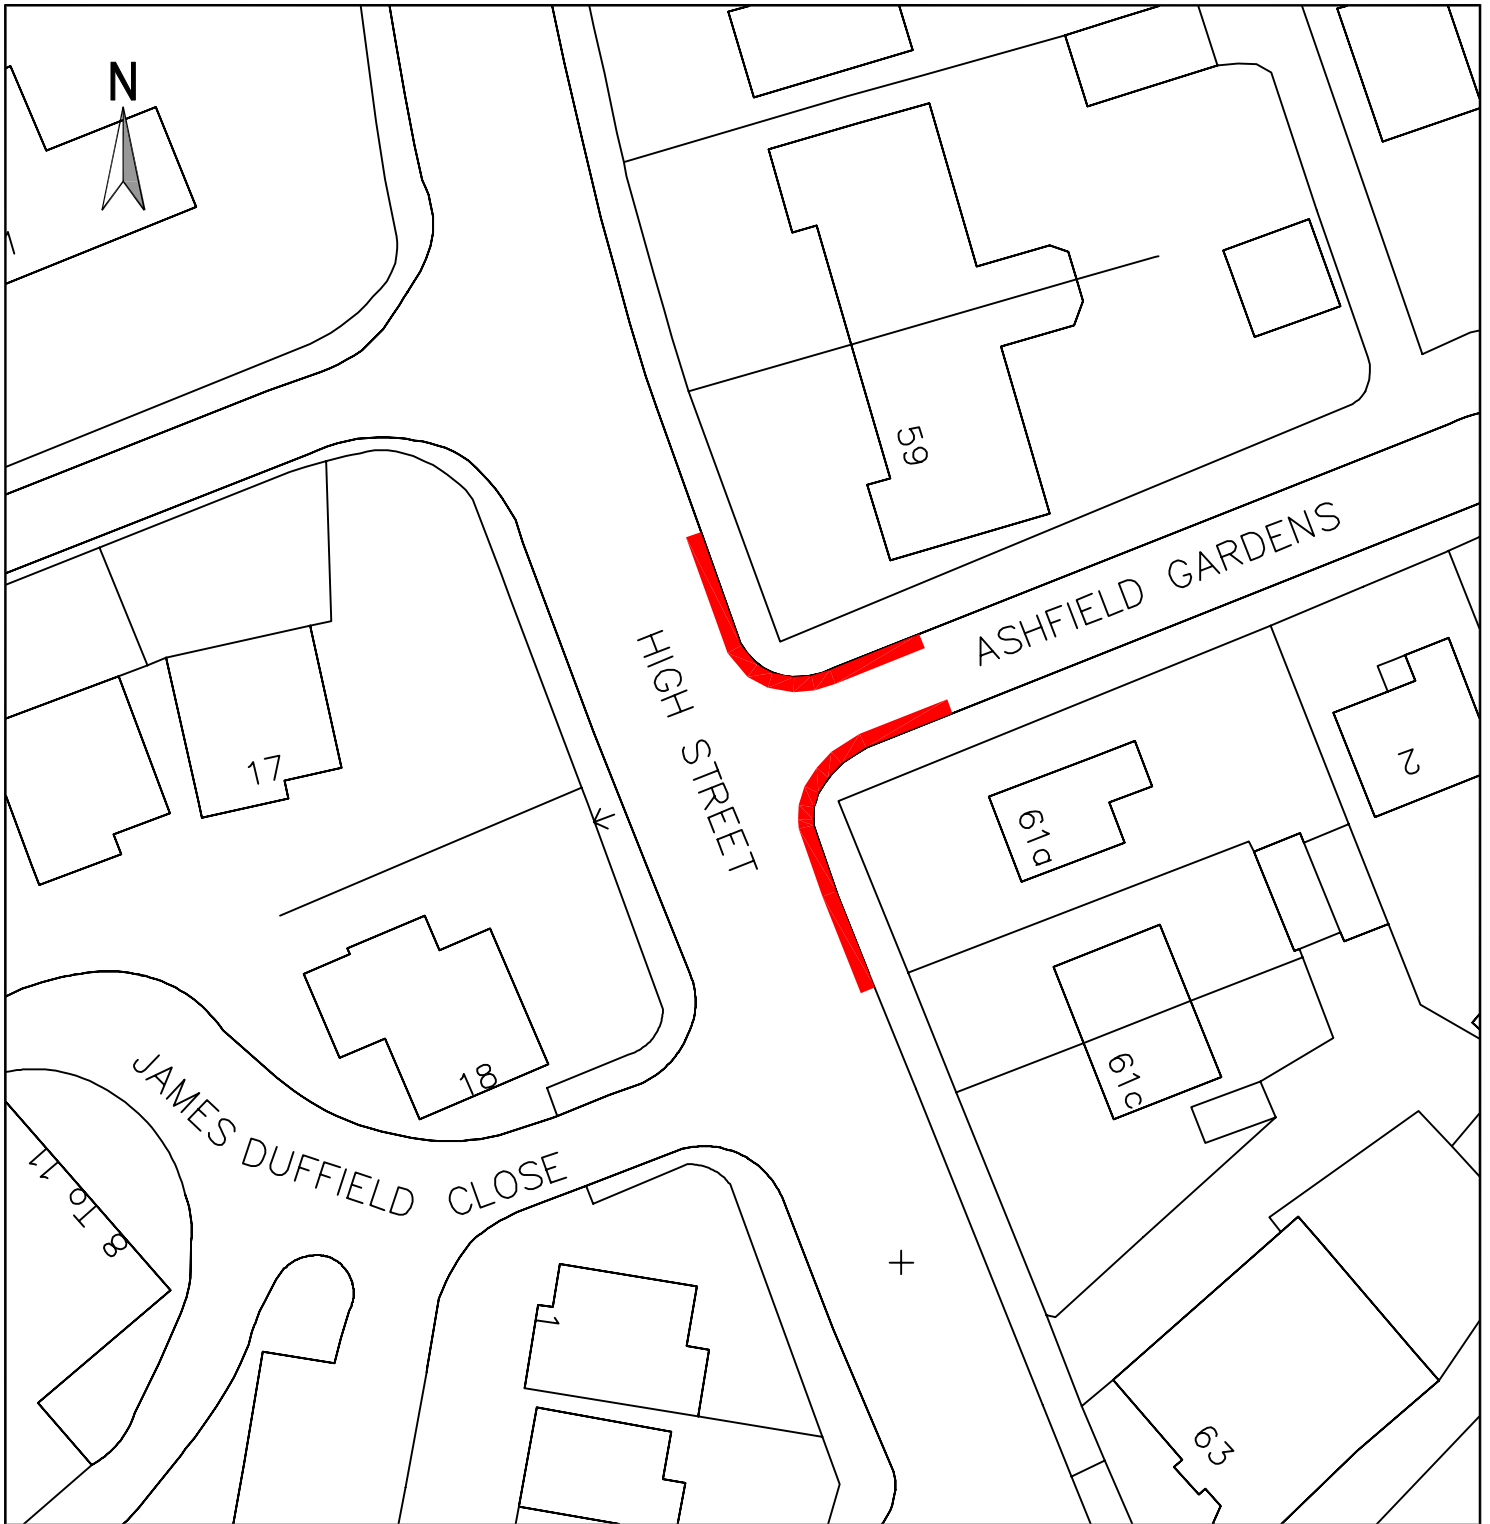 N
59
ASHFIELD GARDENS
HIGH STREET
17
2
61a
18
61c
JAMES DUFFIELD CLOSE
8 To 11
1
63